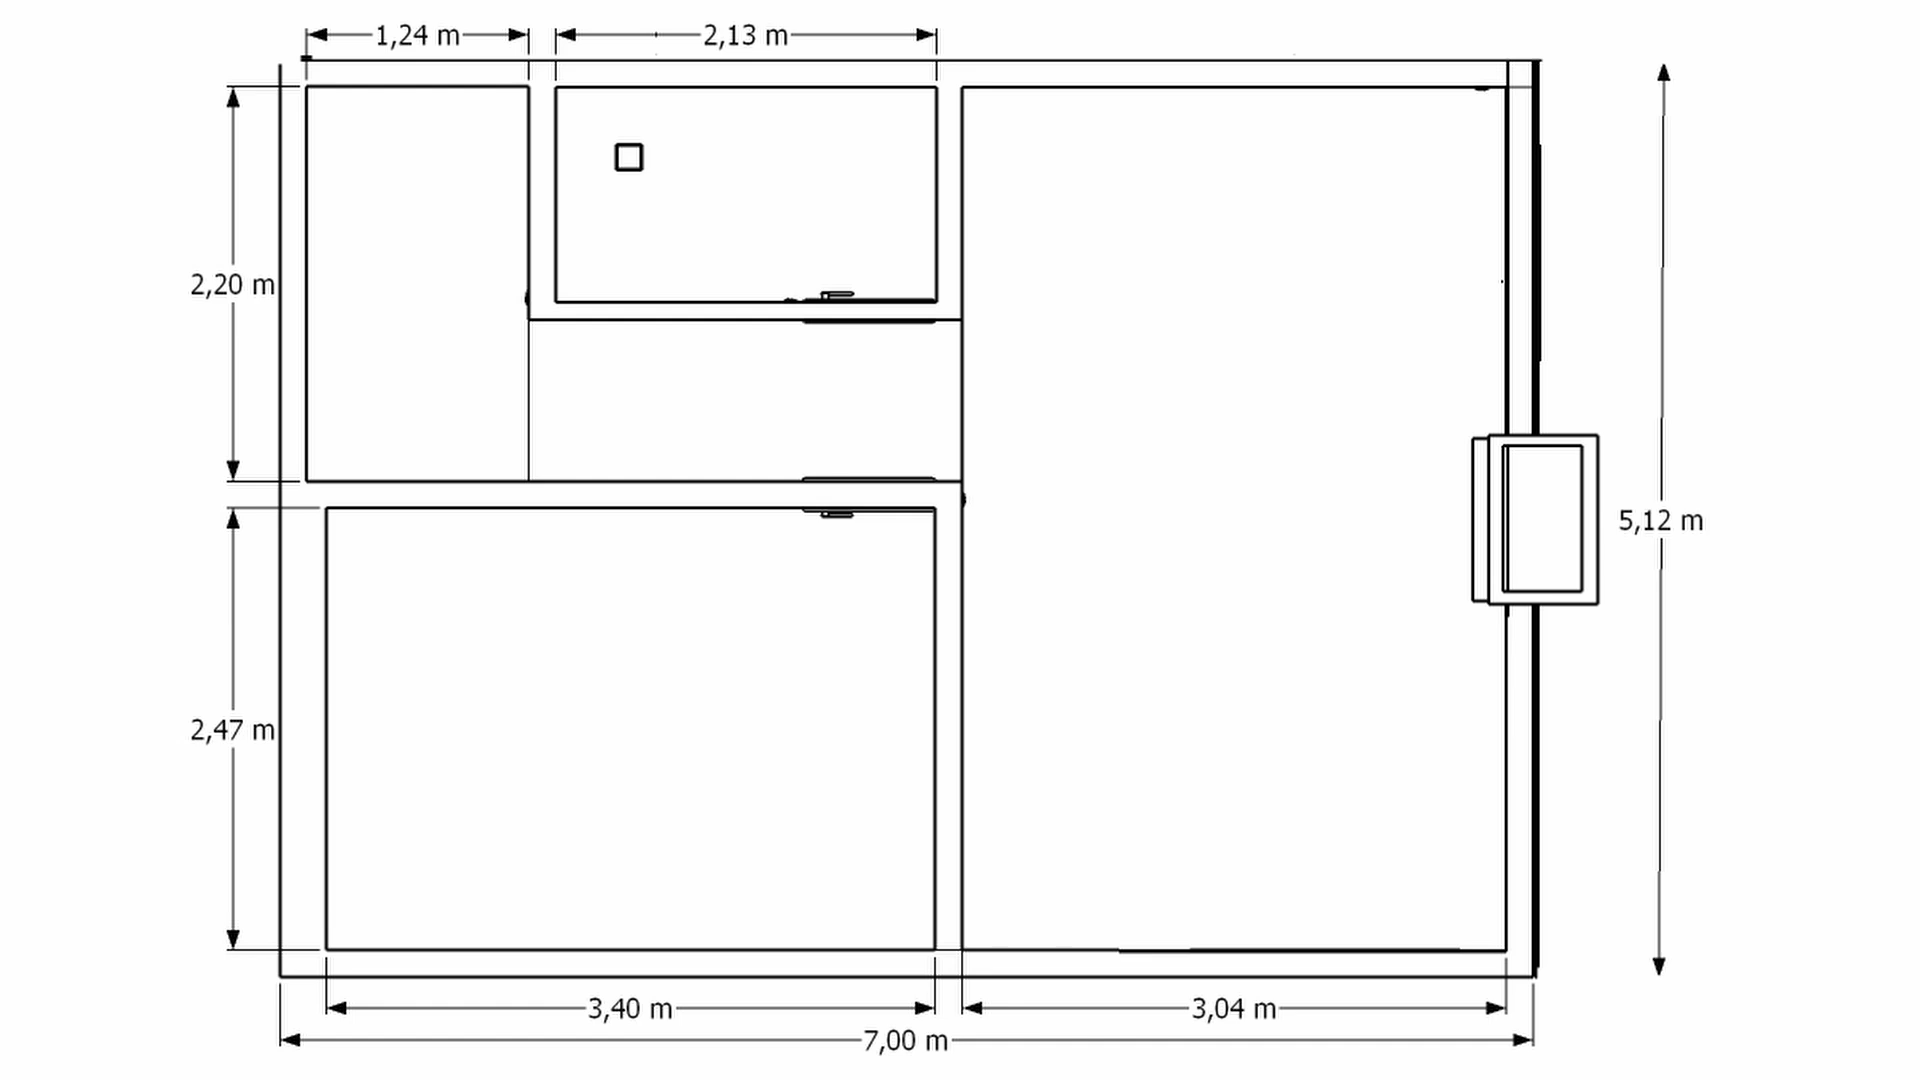 1,24 m
2,13 m
2,20 m
5,12 m
2,47 m
3,40 m
3,04 m
7,00 m